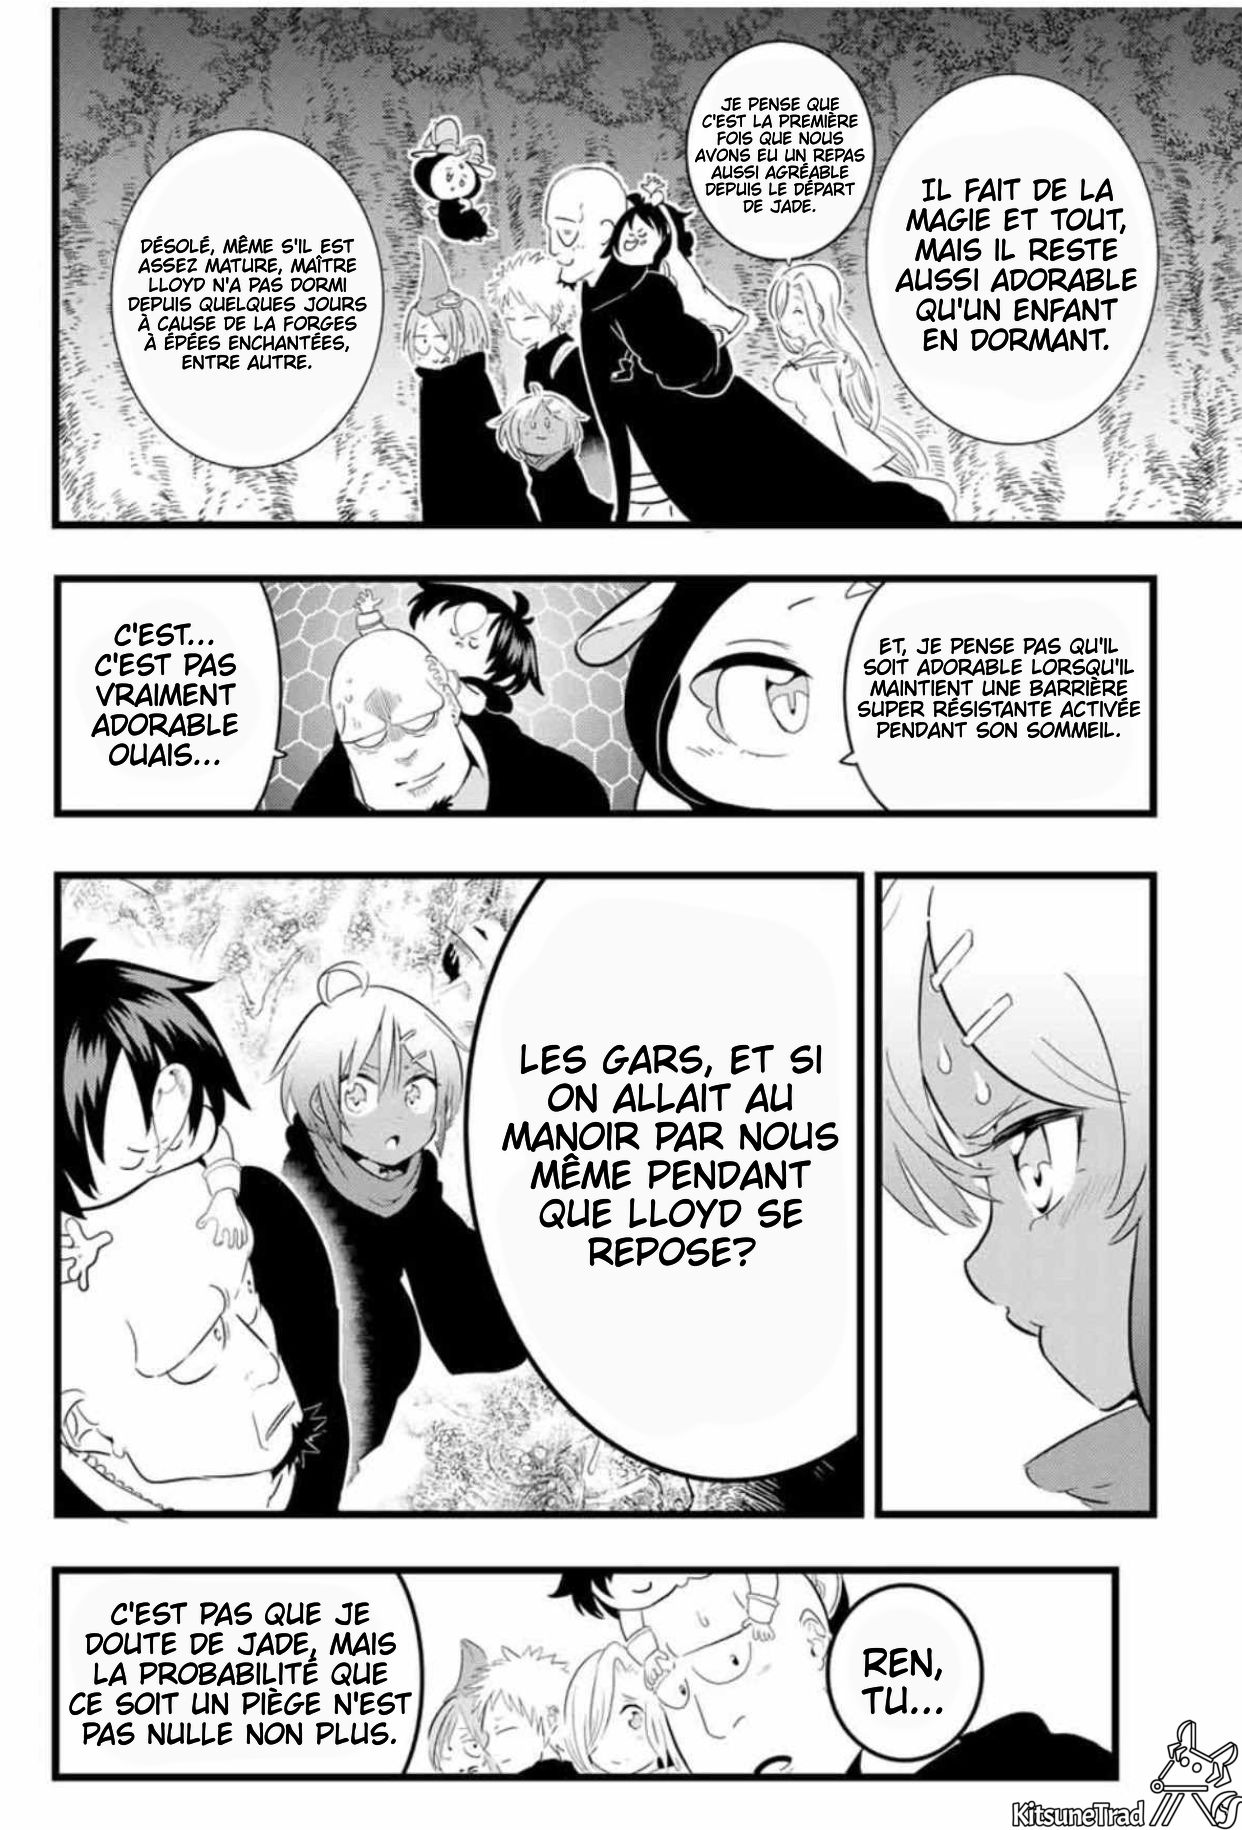 IL FAIT DE LA
MAGIE ET TOUT,
MAIS IL RESTE
AUSSI ADORABLE
QU'UN ENFANT
EN DORMANT.
JE PENSE QUE
C'EST LA PREMIÈRE
FOIS QUE NOUS
AVONS EU UN REPAS
AUSSI AGRÉABLE
DEPUIS LE DÉPART
DE JADE.
DÉSOLÉ, MÊME S'IL EST
ASSEZ MATURE, MAÎTRE
LLOYD N'A PAS DORMI
DEPUIS QUELQUES JOURS
À CAUSE DE LA FORGES
À ÉPÉES ENCHANTÉES,
ENTRE AUTRE.
ET, JE PENSE PAS QU'IL
SOIT ADORABLE LORSQU'IL
MAINTIENT UNE BARRIÈRE
SUPER RÉSISTANTE ACTIVÉE
PENDANT SON SOMMEIL.
C'EST...
C'EST PAS
VRAIMENT
ADORABLE
OUAIS...
LES GARS, ET SI
ON ALLAIT AU
MANOIR PAR NOUS
MÊME PENDANT
QUE LLOYD SE
REPOSE?
REN,
TU...
C'EST PAS QUE JE
DOUTE DE JADE, MAIS
LA PROBABILITÉ QUE
CE SOIT UN PIÈGE N'EST
PAS NULLE NON PLUS.
KitsuneTrad